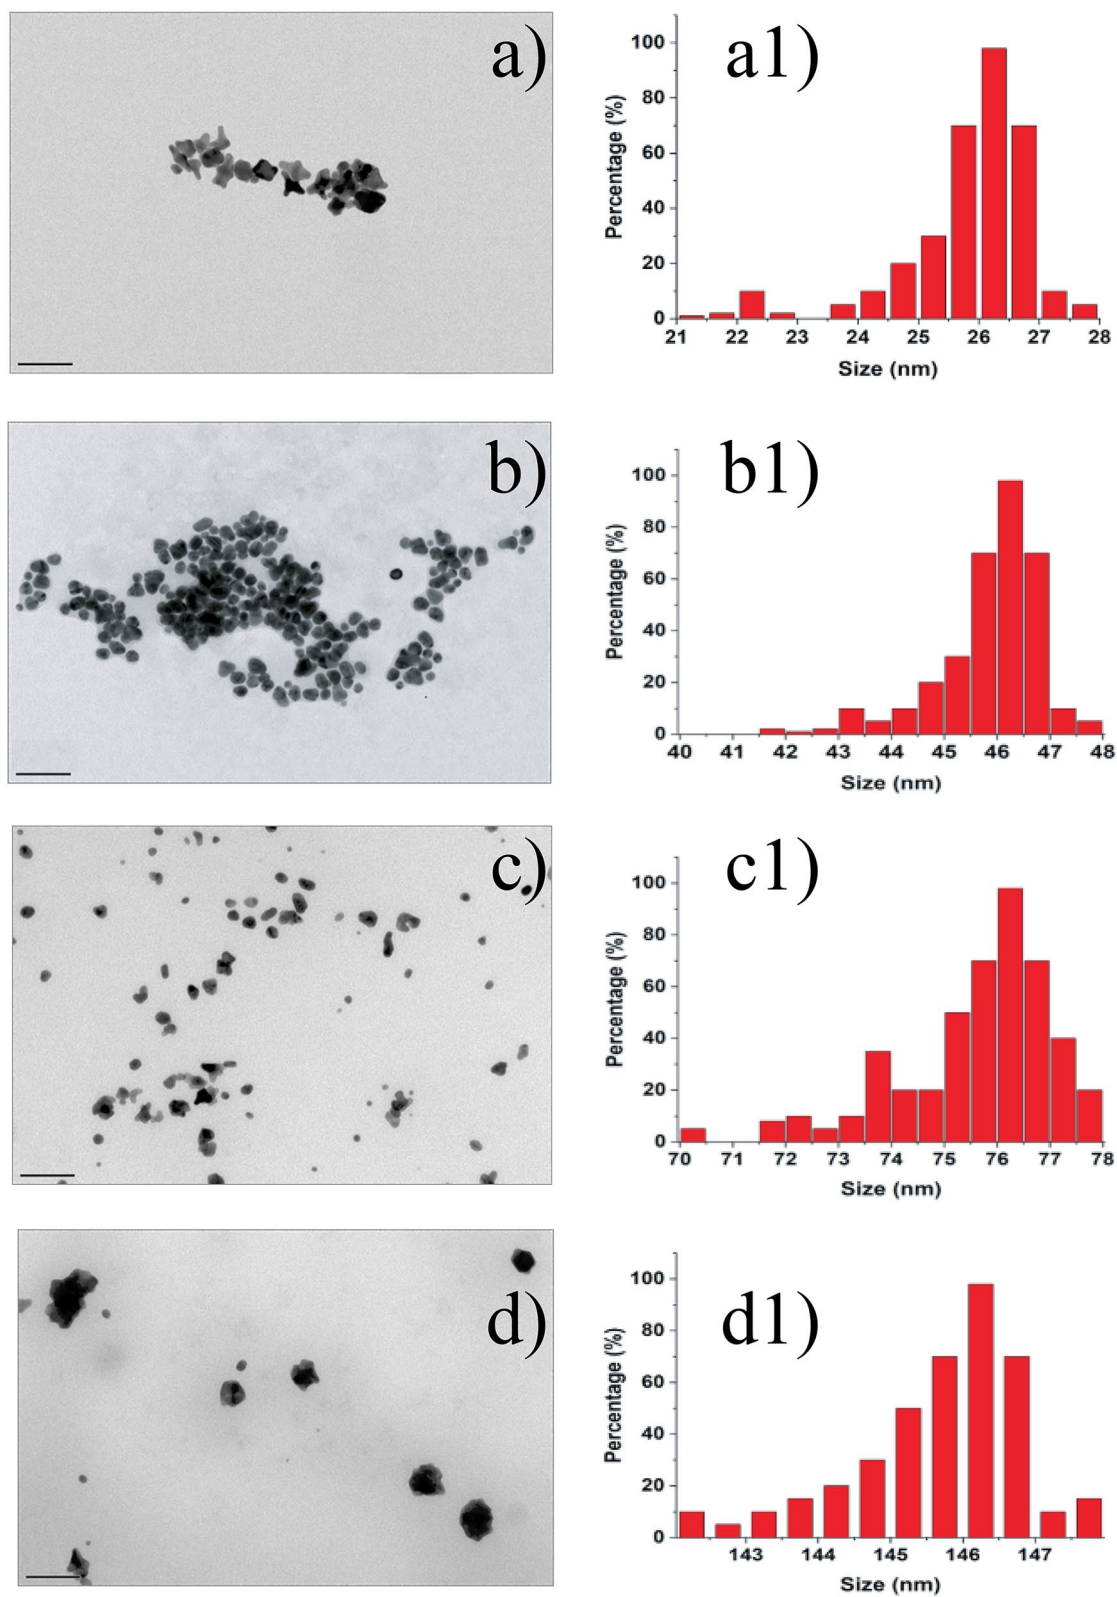 a)
a1)
Percentage (%)
100
80
60
40
20
0
21 22 23 24 25 26 27 28
Size (nm)
b)
b1)
Percentage (%)
100
80
60
40
20
0
40 41 42 43 44 45 46 47 48
Size (nm)
c)
c1)
Percentage (%)
100
80
60
40
20
0
70 71 72 73 74 75 76 77 78
Size (nm)
d)
d1)
Percentage (%)
100
80
60
40
20
0
143 144 145 146 147
Size (nm)